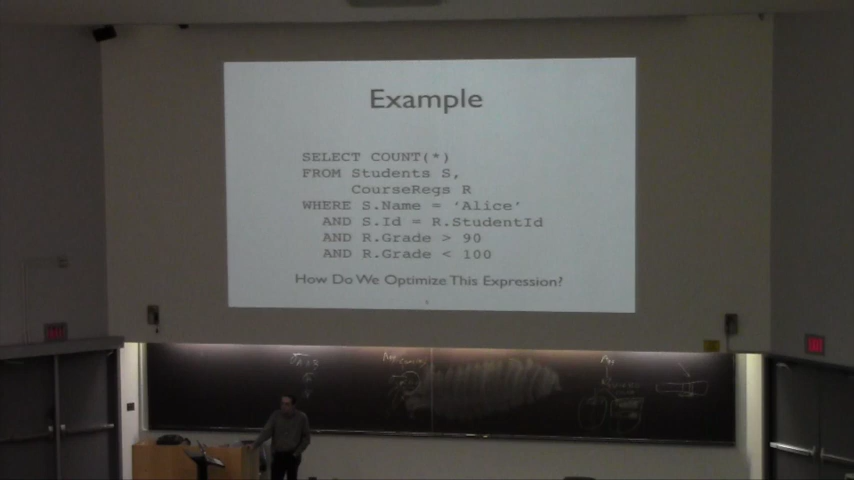 Example
SELECT COUNT(*)
FROM Students S,
CourseRegs R
WHERE S.Name = ‘Alice’
AND S.Id = R.StudentId
AND R.Grade > 90
AND R.Grade < 100
How Do We Optimize This Expression?